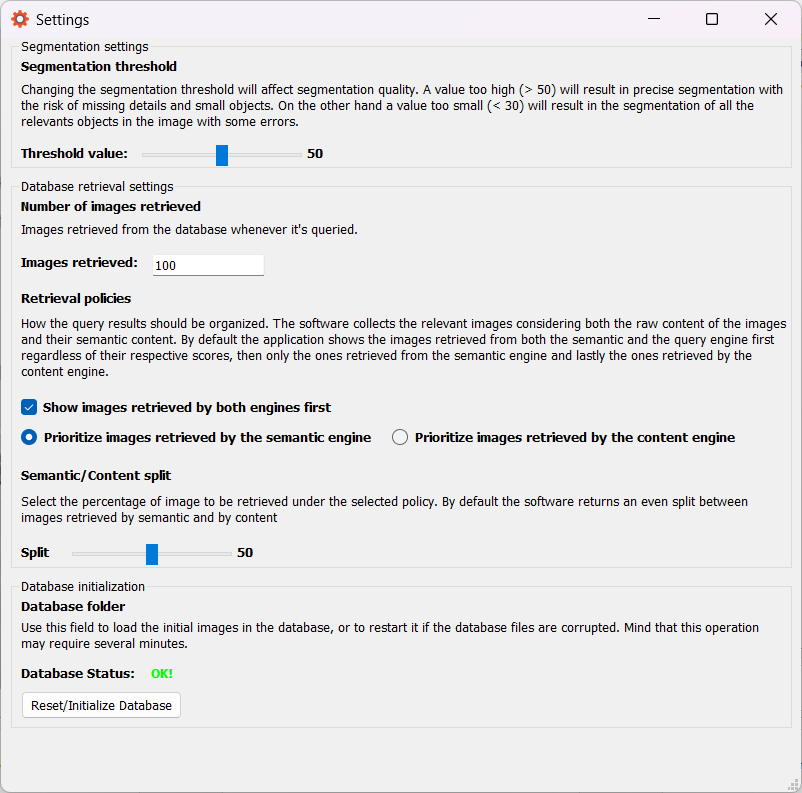 Settings
Segmentation settings
Segmentation threshold
Changing the segmentation threshold will affect segmentation quality. A value too high (> 50) will result in precise segmentation with
the risk of missing details and small objects. On the other hand a value too small (< 30) will result in the segmentation of all the
relevants objects in the image with some errors.
Threshold value: 50
Database retrieval settings
Number of images retrieved
Images retrieved from the database whenever it's queried.
Images retrieved: 100
Retrieval policies
How the query results should be organized. The software collects the relevant images considering both the raw content of the images
and their semantic content. By default the application shows the images retrieved from both the semantic and the query engine first
regardless of their respective scores, then only the ones retrieved from the semantic engine and lastly the ones retrieved by the
content engine.
Show images retrieved by both engines first
Prioritize images retrieved by the semantic engine Prioritize images retrieved by the content engine
Semantic/Content split
Select the percentage of image to be retrieved under the selected policy. By default the software returns an even split between
images retrieved by semantic and by content
Split 50
Database initialization
Database folder
Use this field to load the initial images in the database, or to restart it if the database files are corrupted. Mind that this operation
may require several minutes.
Database Status: OK!
Reset/Initialize Database